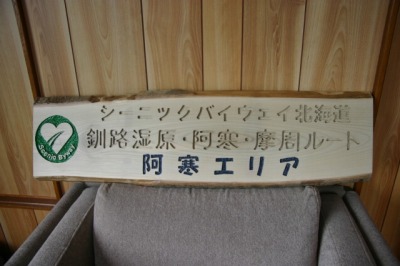 シーニックバイウェイ北海道
釧路湿原・阿寒・摩周ルート
阿寒エリア
Scenic Byway